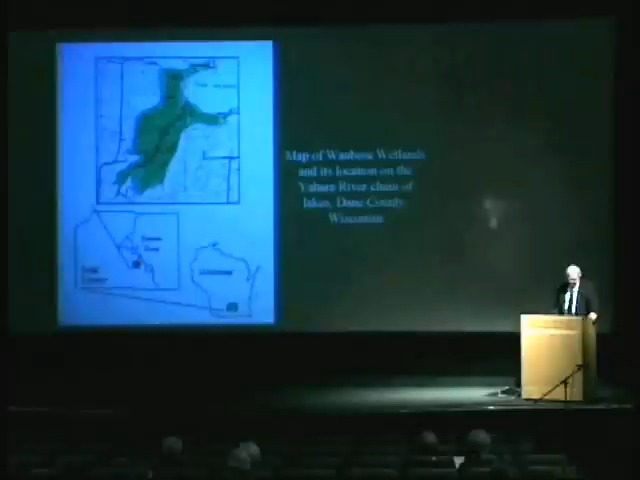 Map of Waubesa Wetlands
and its location on the
Yahara River chain of
lakes, Dane County,
Wisconsin